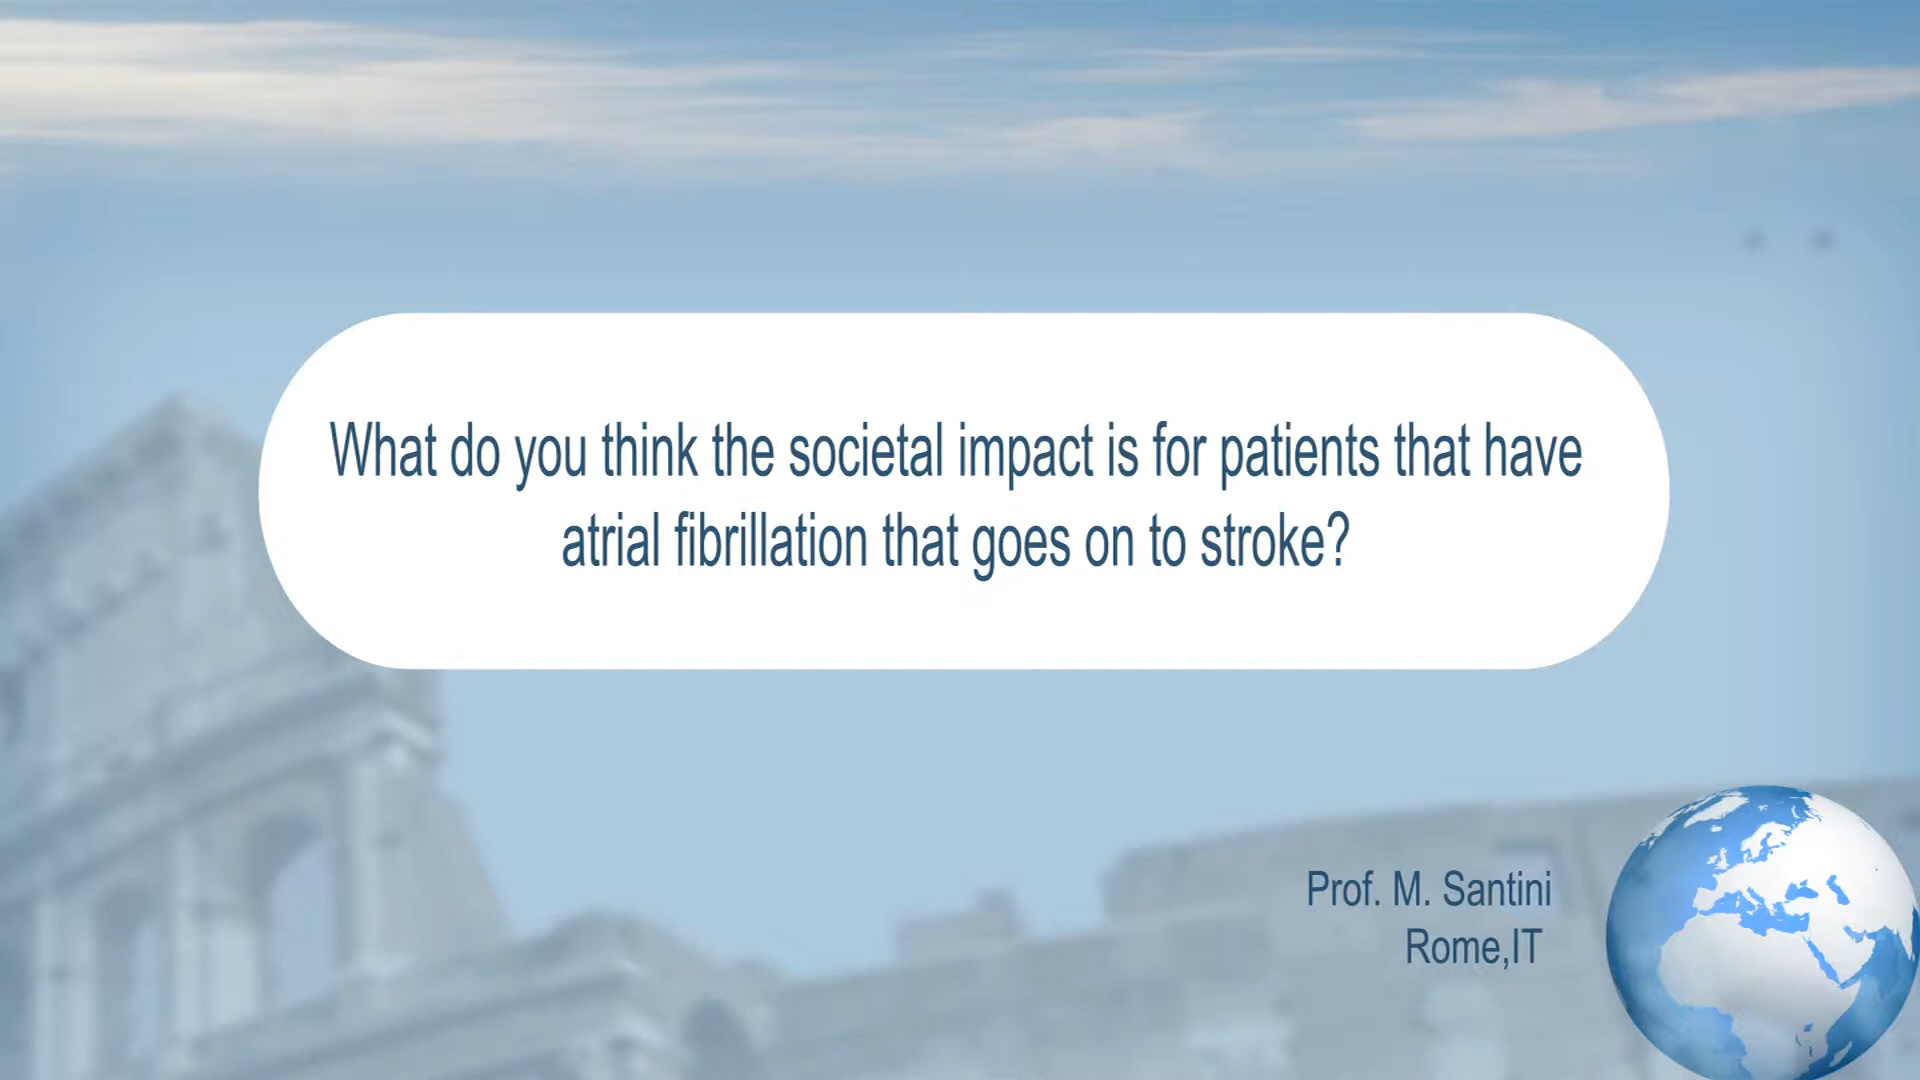 What do you think the societal impact is for patients that have
atrial fibrillation that goes on to stroke?
Prof. M. Santini
Rome,IT